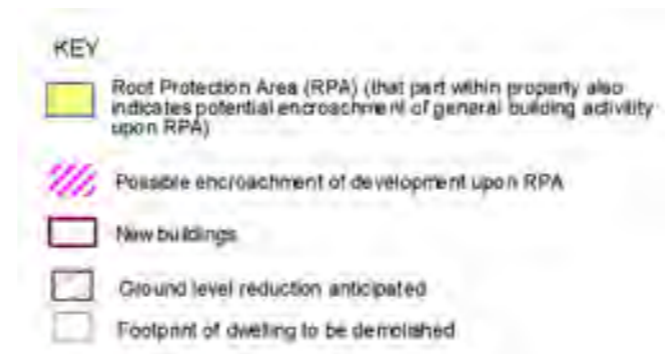 KEY
Root Protection Area (RPA) (that part within property also
indicates potential encroachment of general building activity
upon RPA)
Possible encroachment of development upon RPA
New buildings
Ground level reduction anticipated
Footprint of dwelling to be demolished